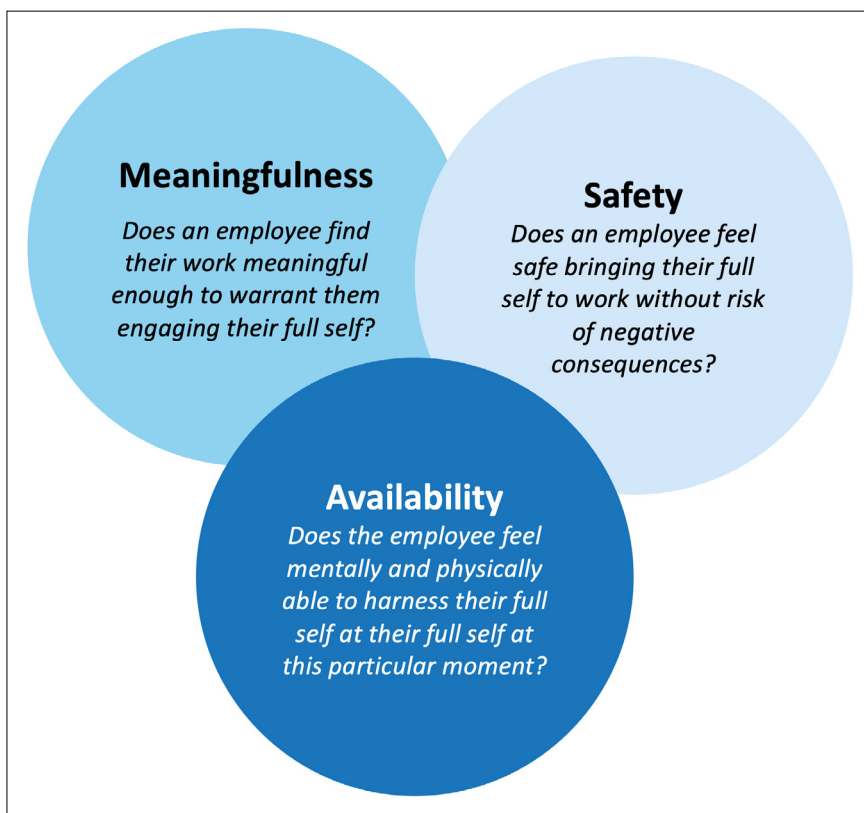 Meaningfulness
Does an employee find
their work meaningful
enough to warrant them
engaging their full self?
Safety
Does an employee feel
safe bringing their full
self to work without risk
of negative
consequences?
Availability
Does the employee feel
mentally and physically
able to harness their full
self at their full self at
this particular moment?